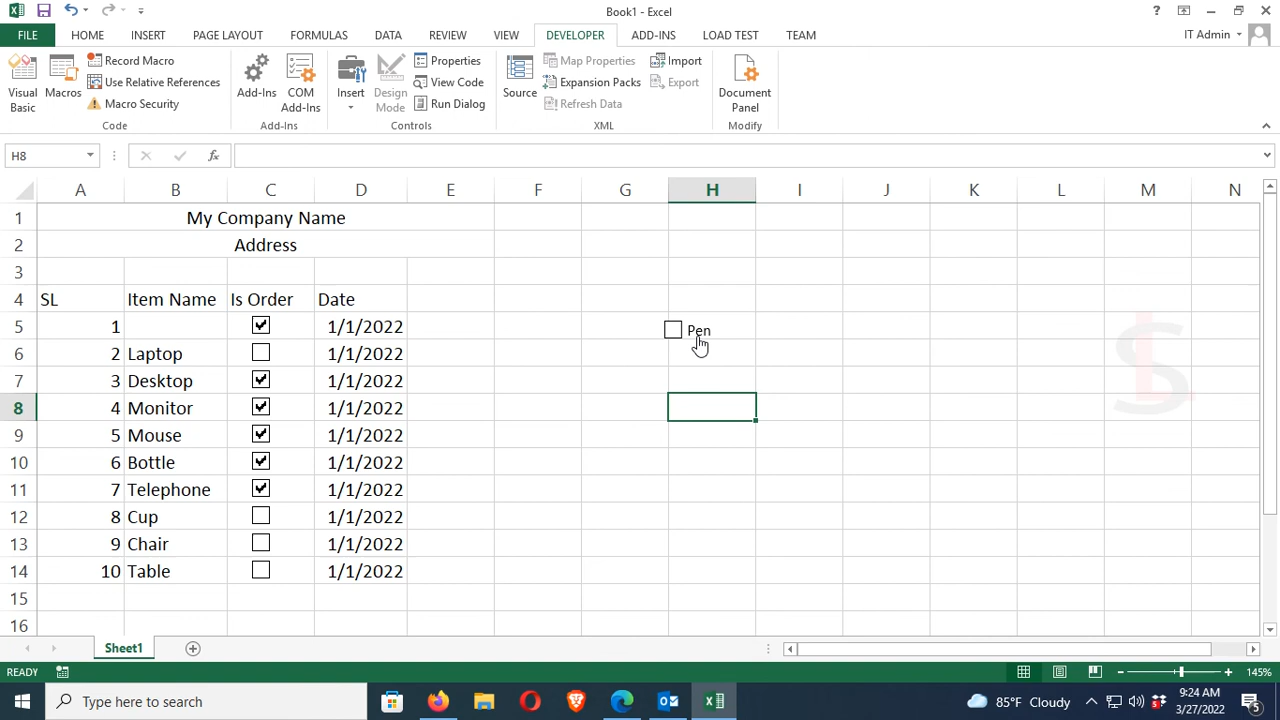 Book1 - Excel
?
FILE HOME INSERT PAGE LAYOUT FORMULAS DATA REVIEW VIEW DEVELOPER ADD-INS LOAD TEST TEAM IT Admin
Visual Basic
Macros
Record Macro
Use Relative References
Macro Security
Code
Add-Ins
COM Add-Ins
Add-Ins
Insert
Design Mode
Properties
View Code
Run Dialog
Controls
Source
Map Properties
Expansion Packs
Refresh Data
Import
Export
XML
Document Panel
Modify
H8 fx
A B C D E F G H I J K L M N
1 My Company Name
2 Address
3
4 SL Item Name Is Order Date
5 1 1/1/2022 Pen
6 2 Laptop 1/1/2022
7 3 Desktop 1/1/2022
8 4 Monitor 1/1/2022
9 5 Mouse 1/1/2022
10 6 Bottle 1/1/2022
11 7 Telephone 1/1/2022
12 8 Cup 1/1/2022
13 9 Chair 1/1/2022
14 10 Table 1/1/2022
15
16
Sheet1
READY 145%
Type here to search 85°F Cloudy 9:24 AM
3/27/2022 5